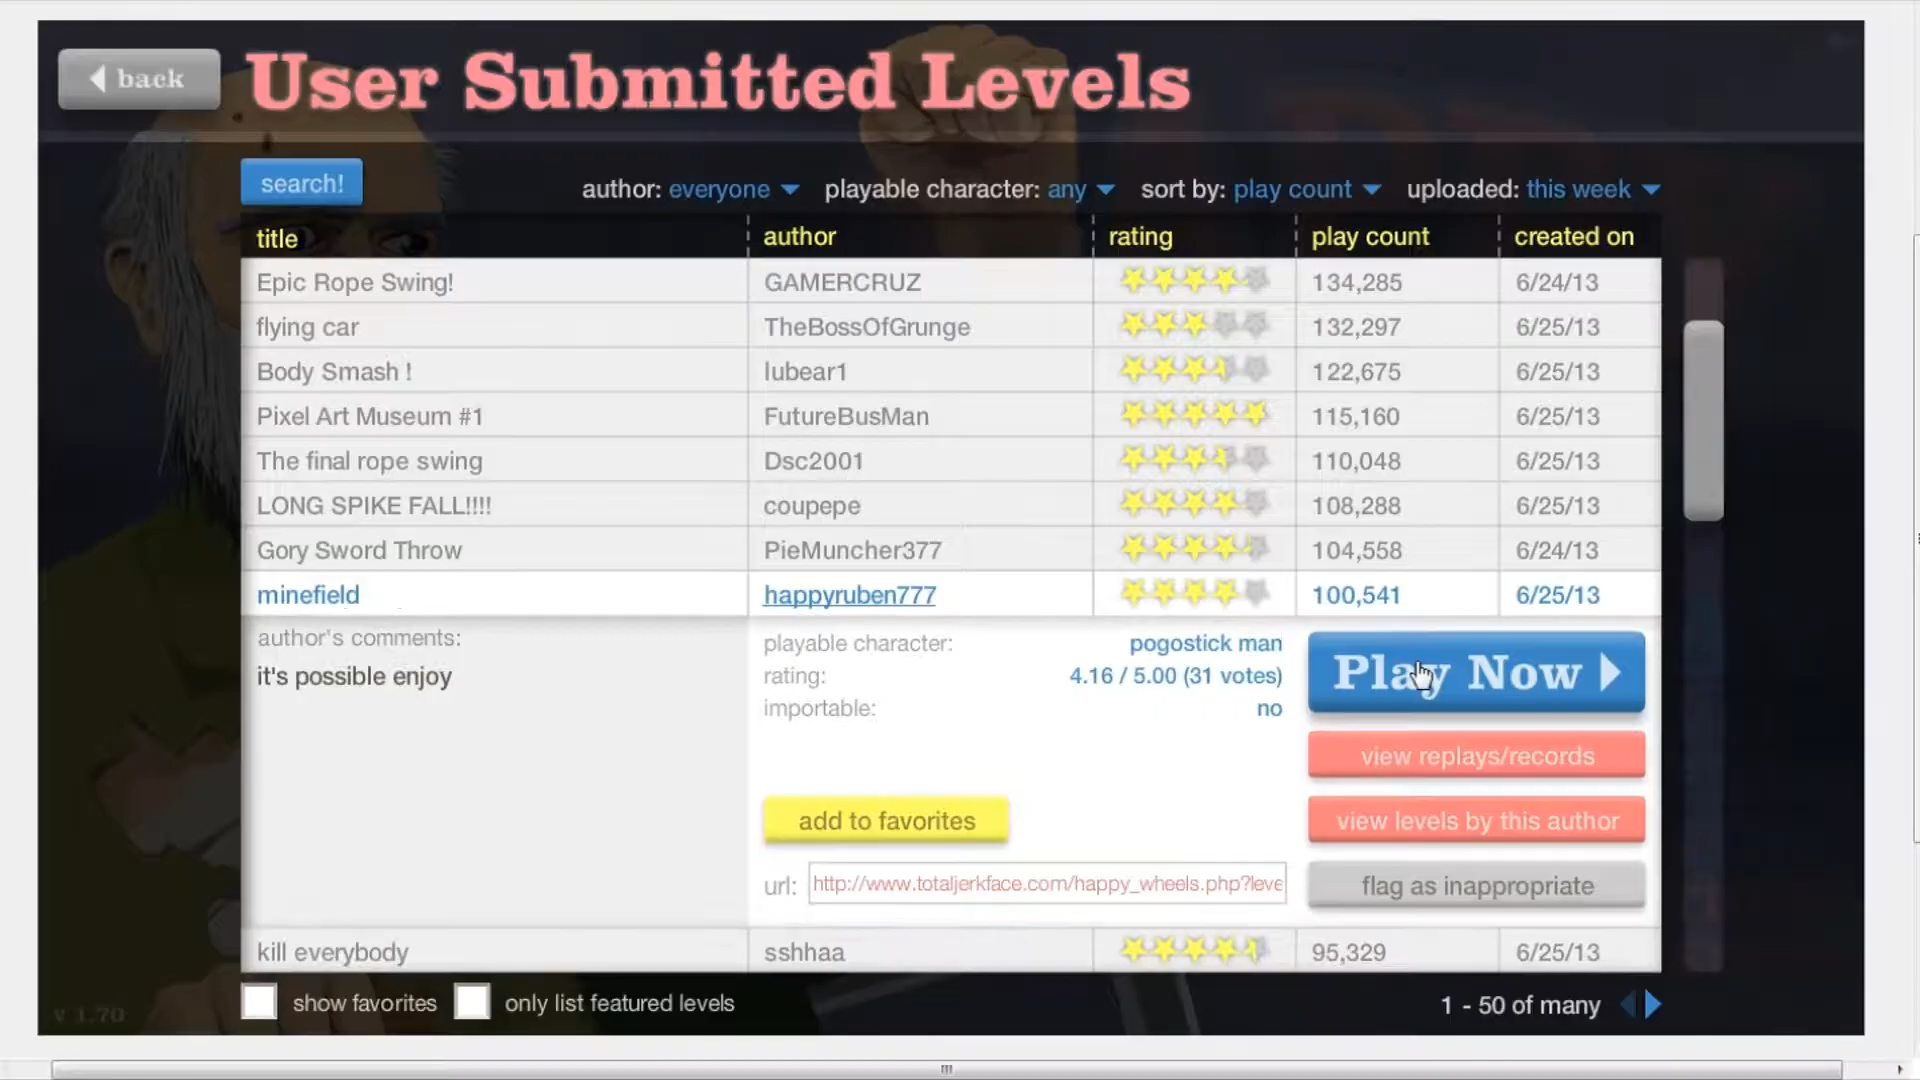 back
User Submitted Levels
search!
author: everyone playable character: any sort by: play count uploaded: this week
title author rating play count created on
Epic Rope Swing! GAMERCRUZ 134,285 6/24/13
flying car TheBossOfGrunge 132,297 6/25/13
Body Smash ! lubear1 122,675 6/25/13
Pixel Art Museum #1 FutureBusMan 115,160 6/25/13
The final rope swing Dsc2001 110,048 6/25/13
LONG SPIKE FALL!!!! coupepe 108,288 6/25/13
Gory Sword Throw PieMuncher377 104,558 6/24/13
minefield happyruben777 100,541 6/25/13
author's comments:
it's possible enjoy
playable character: pogostick man
rating: 4.16 / 5.00 (31 votes)
importable: no
Play Now
view replays/records
add to favorites
view levels by this author
url: http://www.totaljerkface.com/happy_wheels.php?leve
flag as inappropriate
kill everybody sshhaa 95,329 6/25/13
show favorites only list featured levels
1 - 50 of many
v 1.70